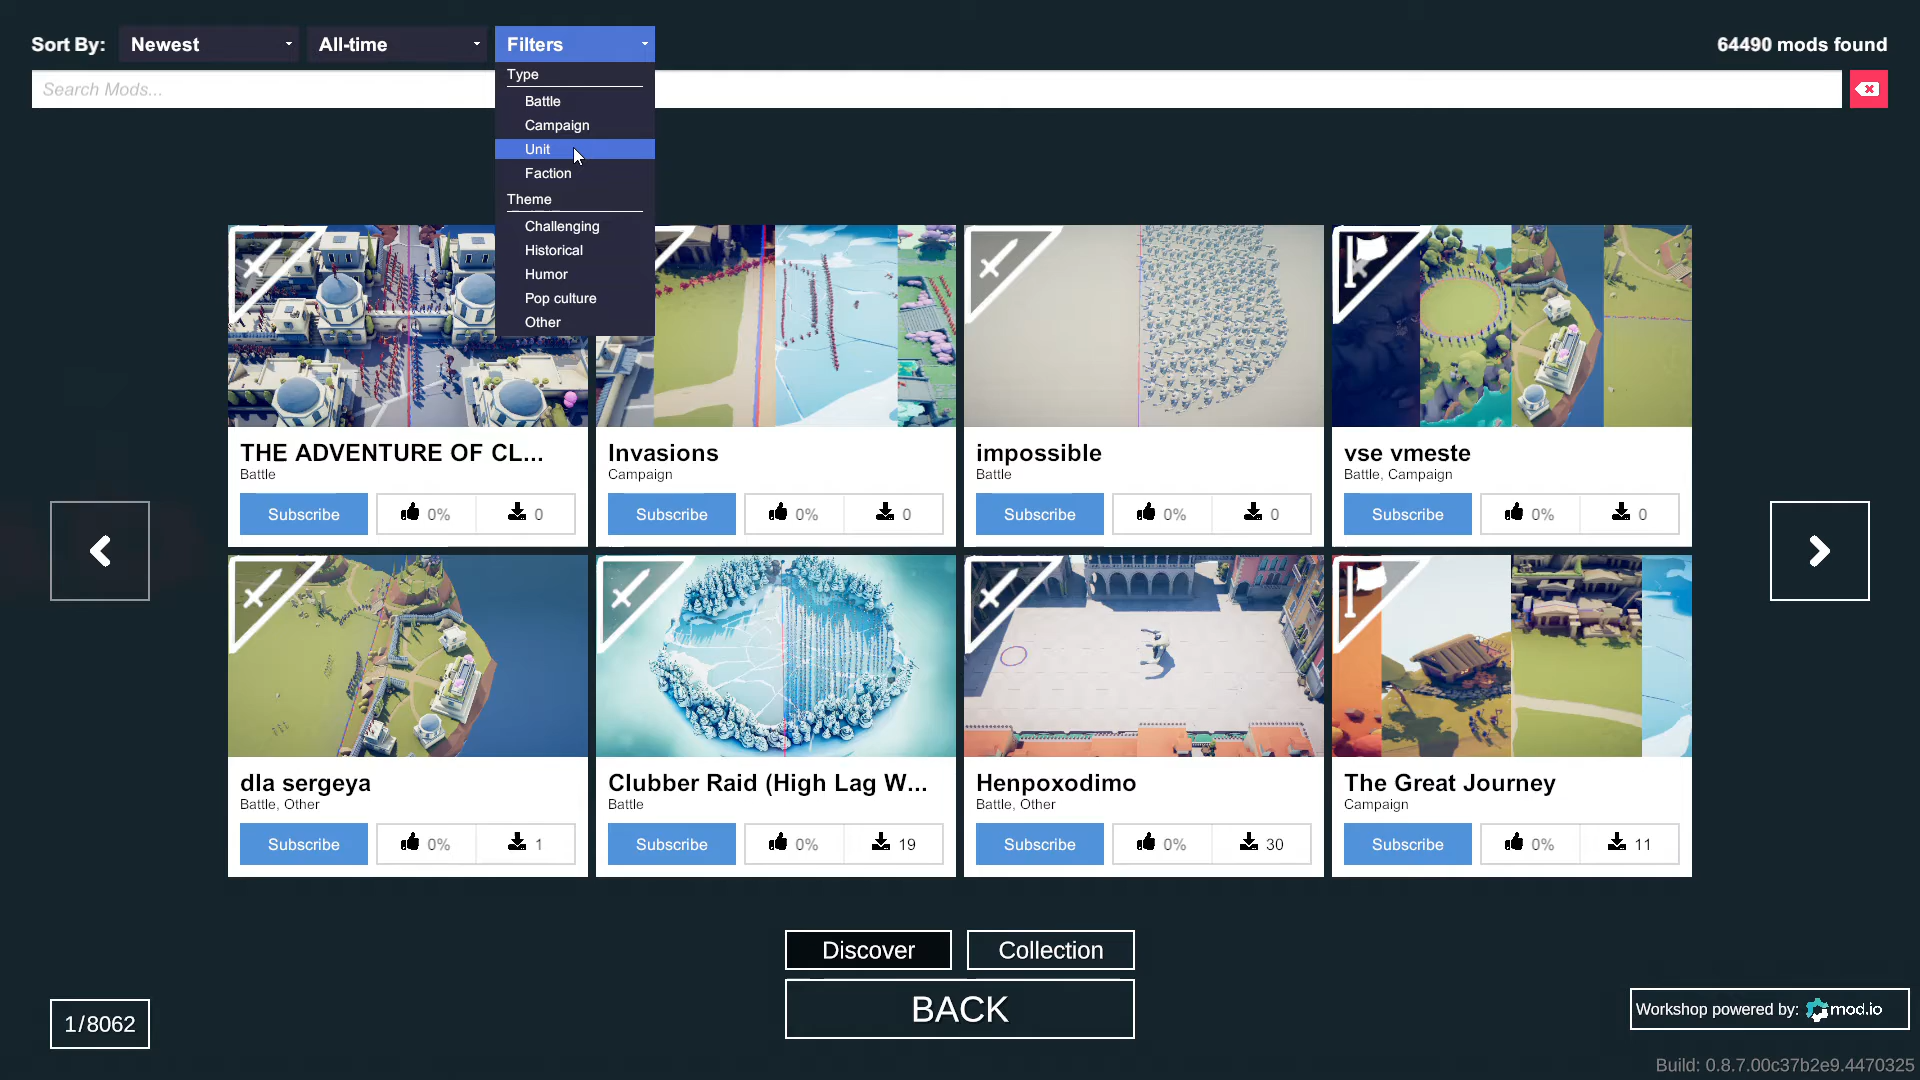 Sort By: Newest All-time Filters 64490 mods found
Search Mods...
Type
Battle
Campaign
Unit
Faction
Theme
Challenging
Historical
Humor
Pop culture
Other
THE ADVENTURE OF CL...
Battle
Subscribe 0% 0
Invasions
Campaign
Subscribe 0% 0
impossible
Battle
Subscribe 0% 0
vse vmeste
Battle, Campaign
Subscribe 0% 0
dla sergeya
Battle, Other
Subscribe 0% 1
Clubber Raid (High Lag W...
Battle
Subscribe 0% 19
Henpoxodimo
Battle, Other
Subscribe 0% 30
The Great Journey
Campaign
Subscribe 0% 11
Discover Collection
BACK
1/8062
Workshop powered by: mod.io
Build: 0.8.7.00c37b2e9.4470325